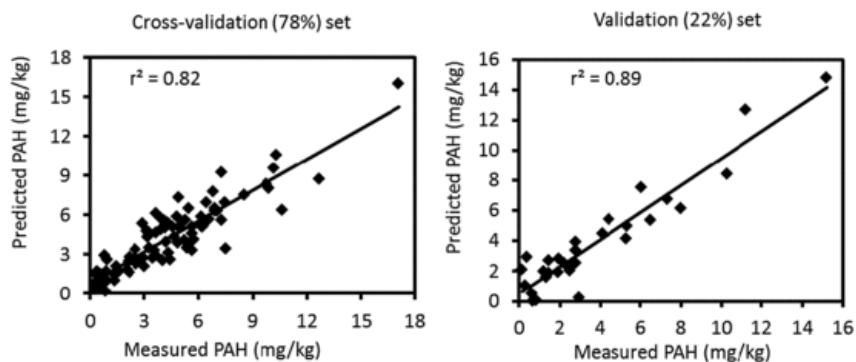 Cross-validation (78%) set
r² = 0.82
Predicted PAH (mg/kg)
18
15
12
9
6
3
0
0 3 6 9 12 15 18
Measured PAH (mg/kg)
Validation (22%) set
r² = 0.89
Predicted PAH (mg/kg)
16
14
12
10
8
6
4
2
0
0 2 4 6 8 10 12 14 16
Measured PAH (mg/kg)